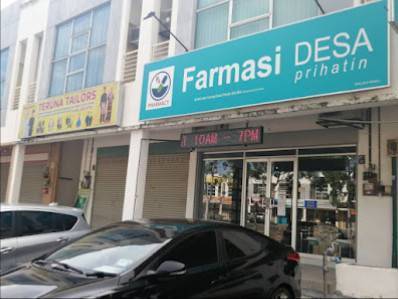 TERUNA TAILORS
PHARMACY
Farmasi DESA
prihatin
10AM - 7PM